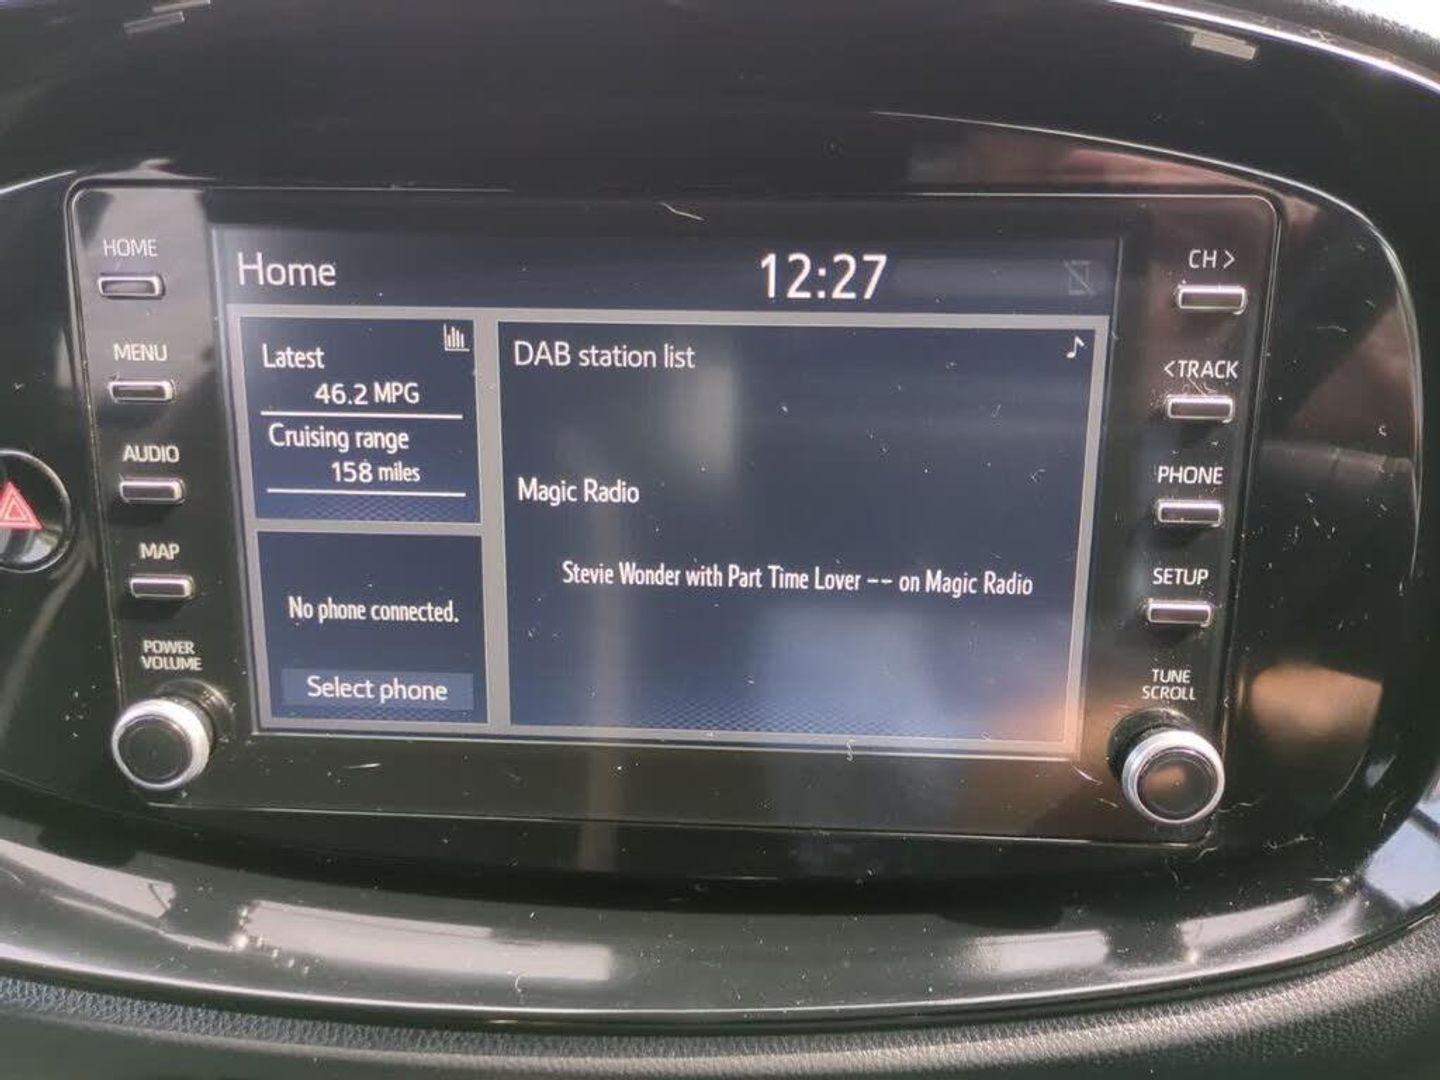 HOME
MENU
AUDIO
MAP
POWER
VOLUME
Home
12:27
Latest
46.2 MPG
Cruising range
158 miles
No phone connected.
Select phone
DAB station list
Magic Radio
Stevie Wonder with Part Time Lover -- on Magic Radio
CH >
< TRACK
PHONE
SETUP
TUNE
SCROLL